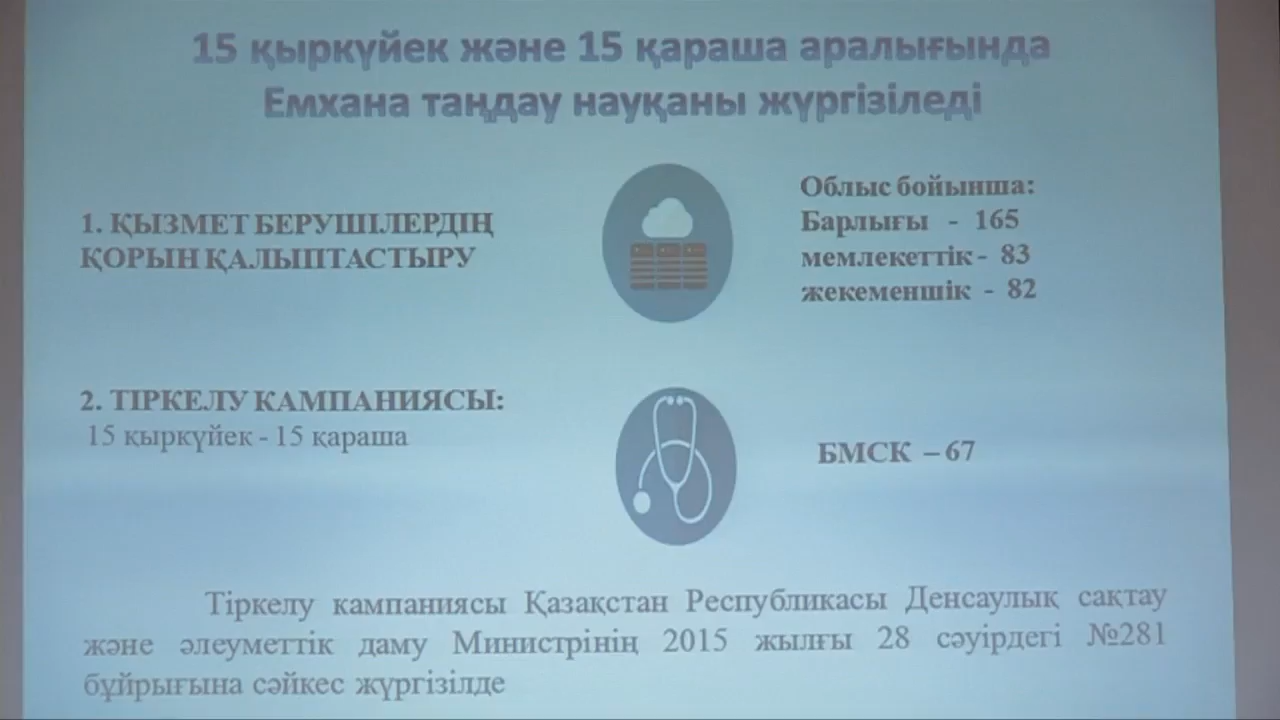 15 қыркүйек және 15 қараша аралығында
Емхана таңдау науқаны жүргізіледі
1. ҚЫЗМЕТ БЕРУШІЛЕРДІҢ
ҚОРЫН ҚАЛЫПТАСТЫРУ
Облыс бойынша:
Барлығы - 165
мемлекеттік - 83
жекеменшік - 82
2. ТІРКЕЛУ КАМПАНИЯСЫ:
15 қыркүйек - 15 қараша
БМСК – 67
Тіркелу кампаниясы Қазақстан Республикасы Денсаулық сақтау
және әлеуметтік даму Министрінің 2015 жылғы 28 сәуірдегі №281
бұйрығына сәйкес жүргізілде